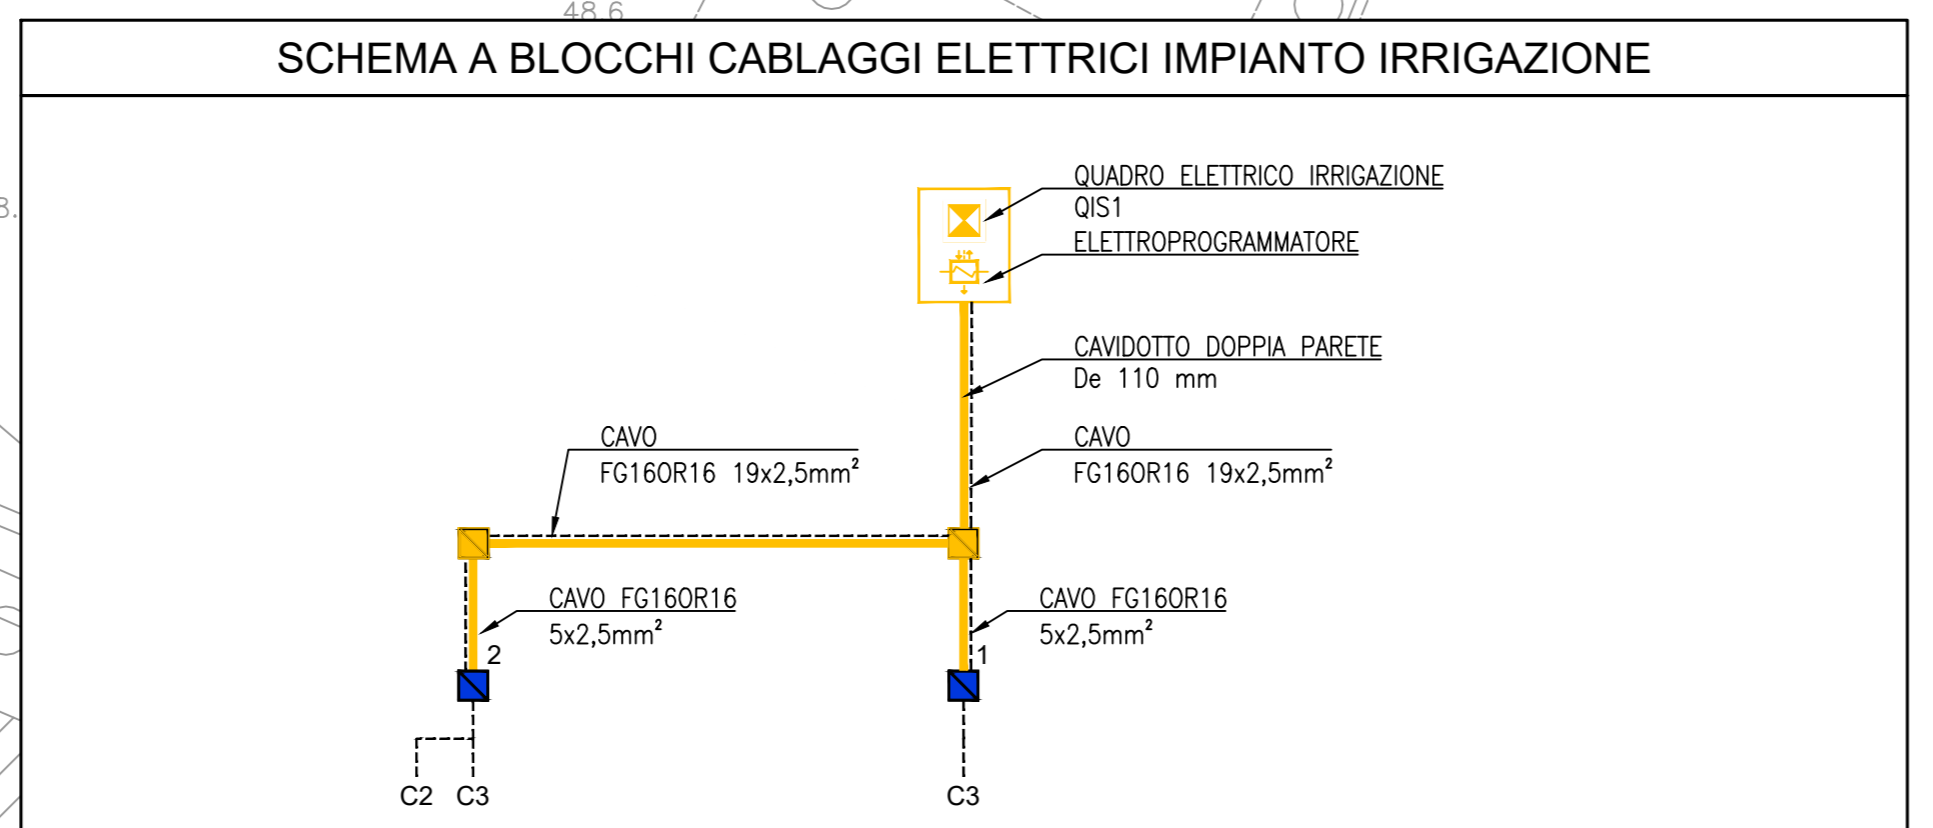 48.6
SCHEMA A BLOCCHI CABLAGGI ELETTRICI IMPIANTO IRRIGAZIONE
QUADRO ELETTRICO IRRIGAZIONE
QIS1
ELETTROPROGRAMMATORE
CAVIDOTTO DOPPIA PARETE
De 110 mm
CAVO
FG16OR16 19x2,5mm²
CAVO
FG16OR16 19x2,5mm²
CAVO FG16OR16
5x2,5mm²
CAVO FG16OR16
5x2,5mm²
2
1
C2 C3
C3